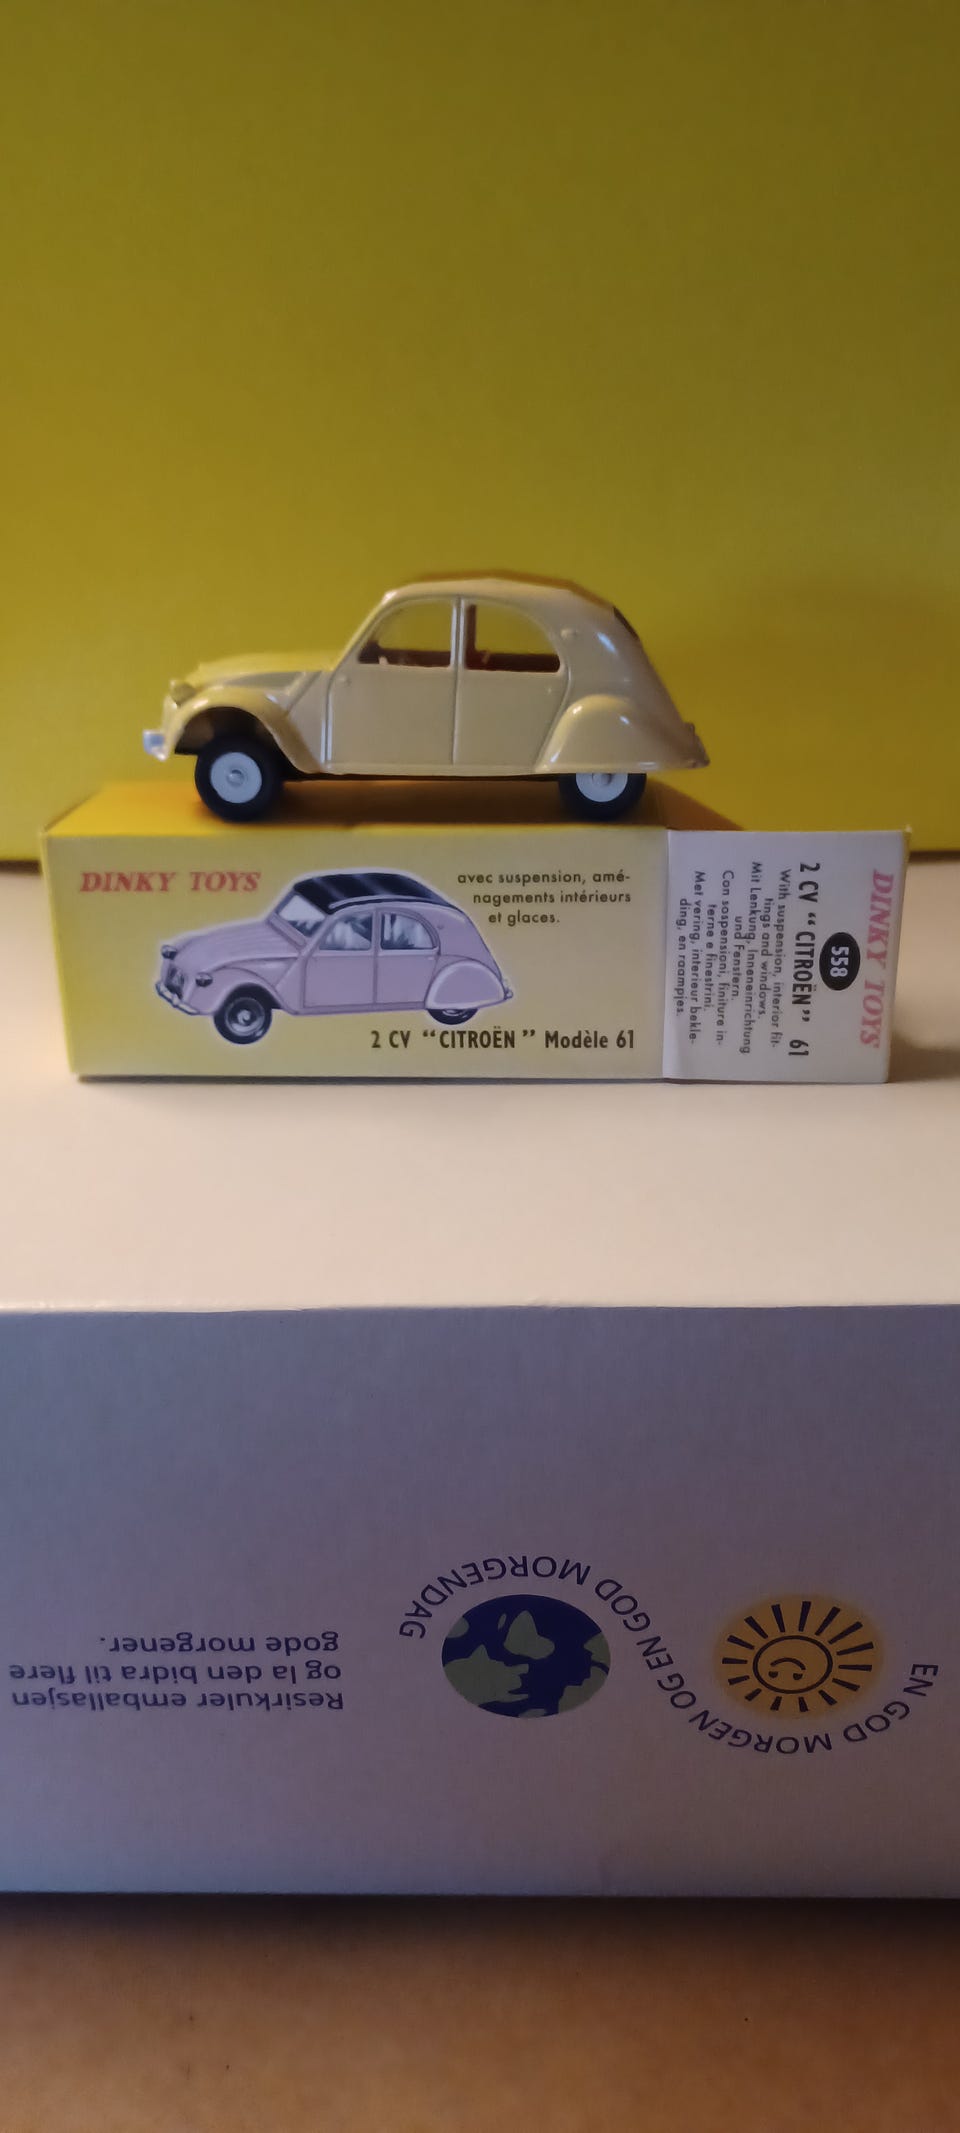 DINKY TOYS
avec suspension, amé-
nagements intérieurs
et glaces.
2 CV “CITROËN” Modèle 61
DINKY TOYS
558
2 CV “CITROËN” 61
With suspension, interior fit-
tings and windows.
Mit Lenkung, Inneneinrichtung
und Fenstern.
Con sospensioni, finiture in-
terne e finestrini.
Met vering, interieur bekle-
ding, en raampjes.
EN GOD MORGEN OG EN GOD MORGENDAG
Resirkuler emballasjen
og la den bidra til flere
gode morgener.